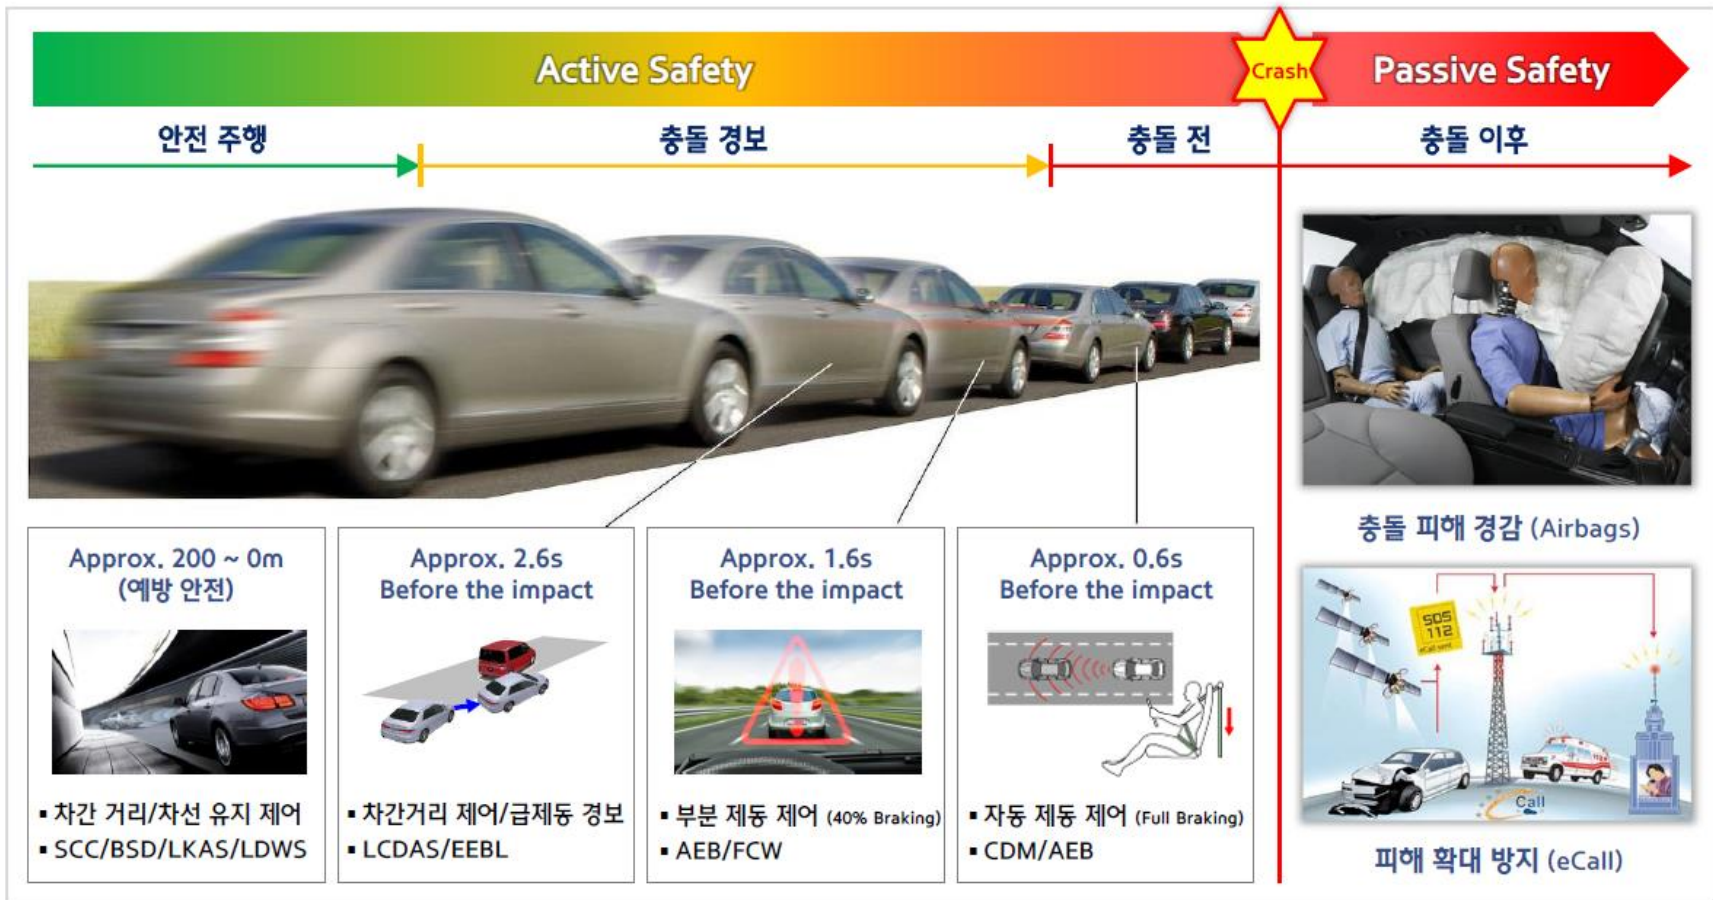 Active Safety
Crash
Passive Safety
안전 주행
충돌 경보
충돌 전
충돌 이후
Approx. 200 ~ 0m
(예방 안전)
▪ 차간 거리/차선 유지 제어
▪ SCC/BSD/LKAS/LDWS
Approx. 2.6s
Before the impact
▪ 차간거리 제어/급제동 경보
▪ LCDAS/EEBL
Approx. 1.6s
Before the impact
▪ 부분 제동 제어 (40% Braking)
▪ AEB/FCW
Approx. 0.6s
Before the impact
▪ 자동 제동 제어 (Full Braking)
▪ CDM/AEB
충돌 피해 경감 (Airbags)
SOS
112
eCall sent
Call
피해 확대 방지 (eCall)